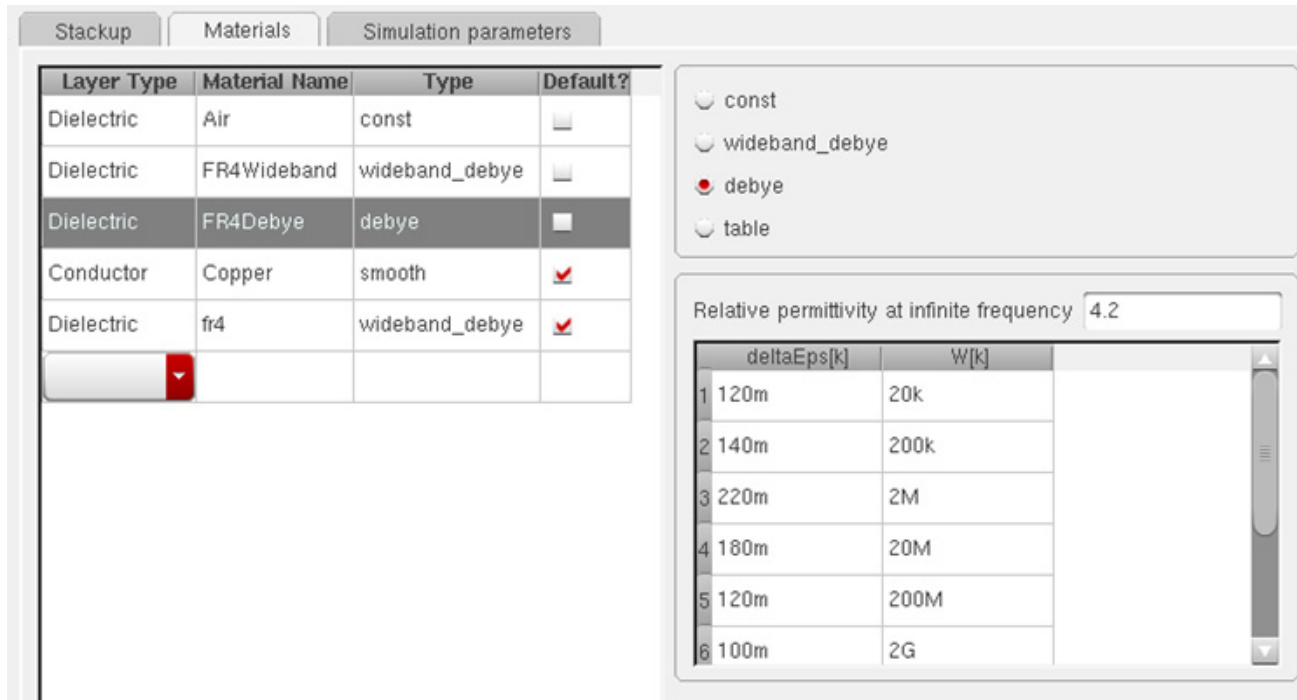 Stackup Materials Simulation parameters
Layer Type Material Name Type Default?
Dielectric Air const
Dielectric FR4Wideband wideband_debye
Dielectric FR4Debye debye
Conductor Copper smooth
Dielectric fr4 wideband_debye
const
wideband_debye
debye
table
Relative permittivity at infinite frequency 4.2
deltaEps[k] W[k]
1 120m 20k
2 140m 200k
3 220m 2M
4 180m 20M
5 120m 200M
6 100m 2G